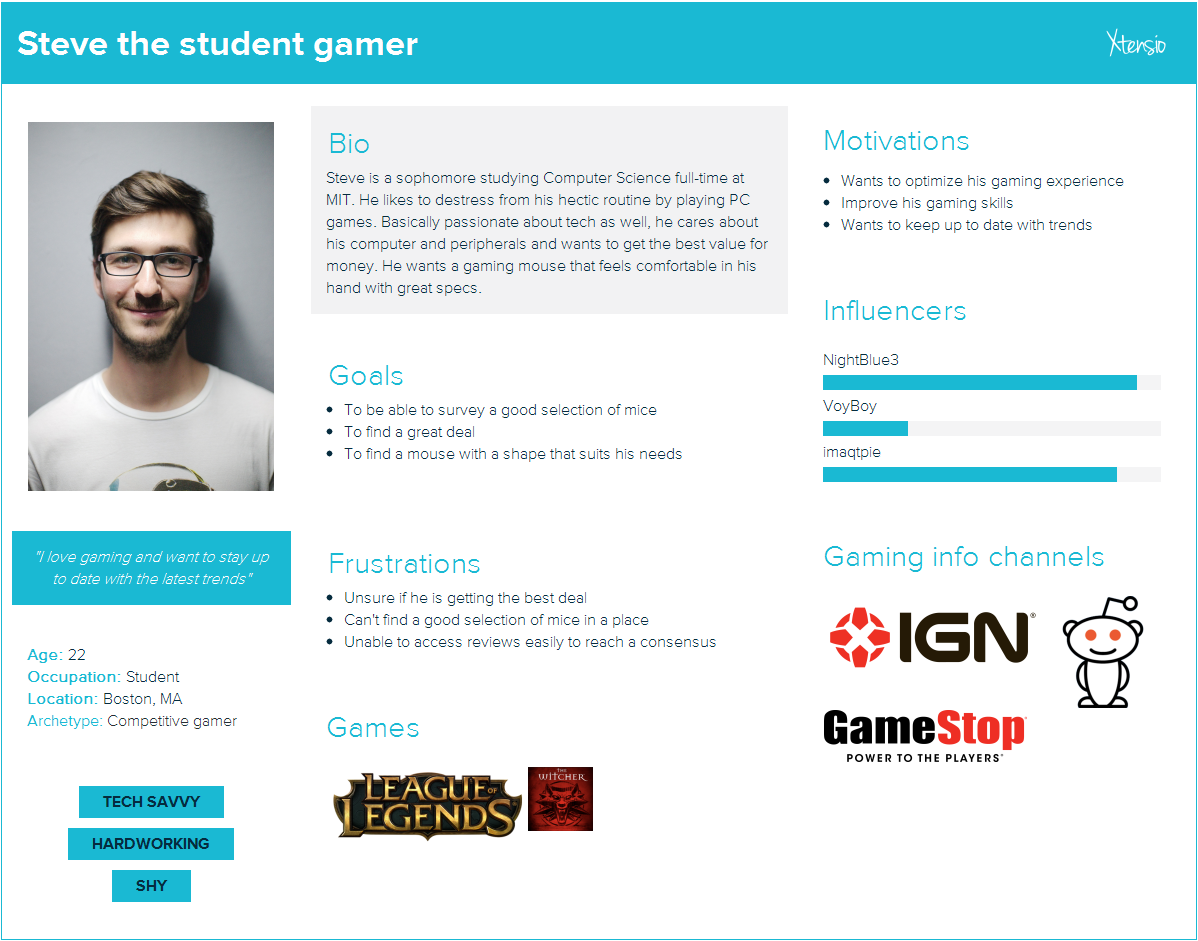 Steve the student gamer
Xtensio
Bio
Steve is a sophomore studying Computer Science full-time at
MIT. He likes to destress from his hectic routine by playing PC
games. Basically passionate about tech as well, he cares about
his computer and peripherals and wants to get the best value for
money. He wants a gaming mouse that feels comfortable in his
hand with great specs.
Goals
• To be able to survey a good selection of mice
• To find a great deal
• To find a mouse with a shape that suits his needs
Frustrations
• Unsure if he is getting the best deal
• Can't find a good selection of mice in a place
• Unable to access reviews easily to reach a consensus
Games
LEAGUE OF
LEGENDS
THE
WITCHER
"I love gaming and want to stay up
to date with the latest trends"
Age: 22
Occupation: Student
Location: Boston, MA
Archetype: Competitive gamer
TECH SAVVY
HARDWORKING
SHY
Motivations
• Wants to optimize his gaming experience
• Improve his gaming skills
• Wants to keep up to date with trends
Influencers
NightBlue3
VoyBoy
imaqtpie
Gaming info channels
IGN®
GameStop
POWER TO THE PLAYERS®